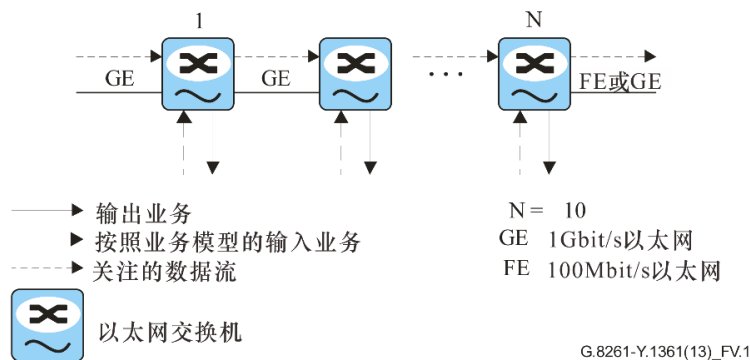 1
N
GE
GE
···
FE或GE
输出业务
按照业务模型的输入业务
关注的数据流
以太网交换机
N = 10
GE 1Gbit/s以太网
FE 100Mbit/s以太网
G.8261-Y.1361(13)_FV.1